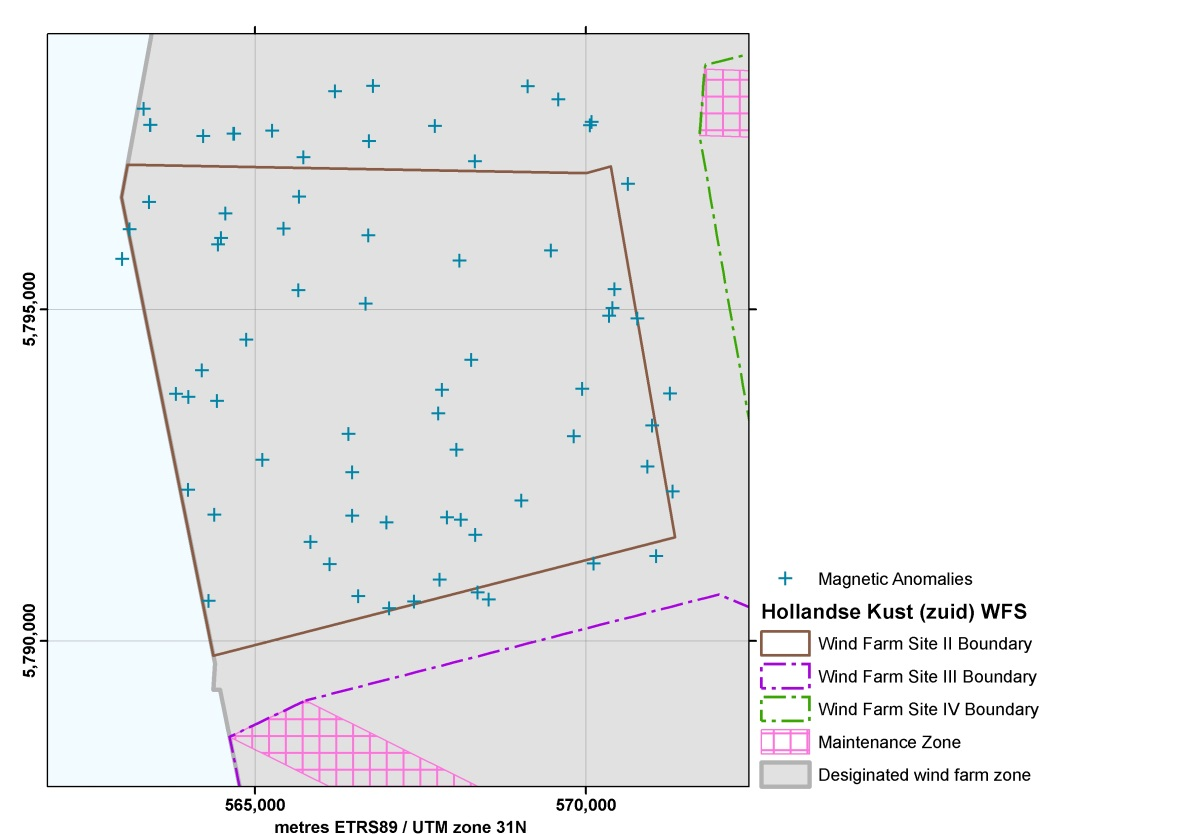 5,795,000
5,790,000
565,000 570,000
metres ETRS89 / UTM zone 31N
Magnetic Anomalies
Hollandse Kust (zuid) WFS
Wind Farm Site II Boundary
Wind Farm Site III Boundary
Wind Farm Site IV Boundary
Maintenance Zone
Desiginated wind farm zone